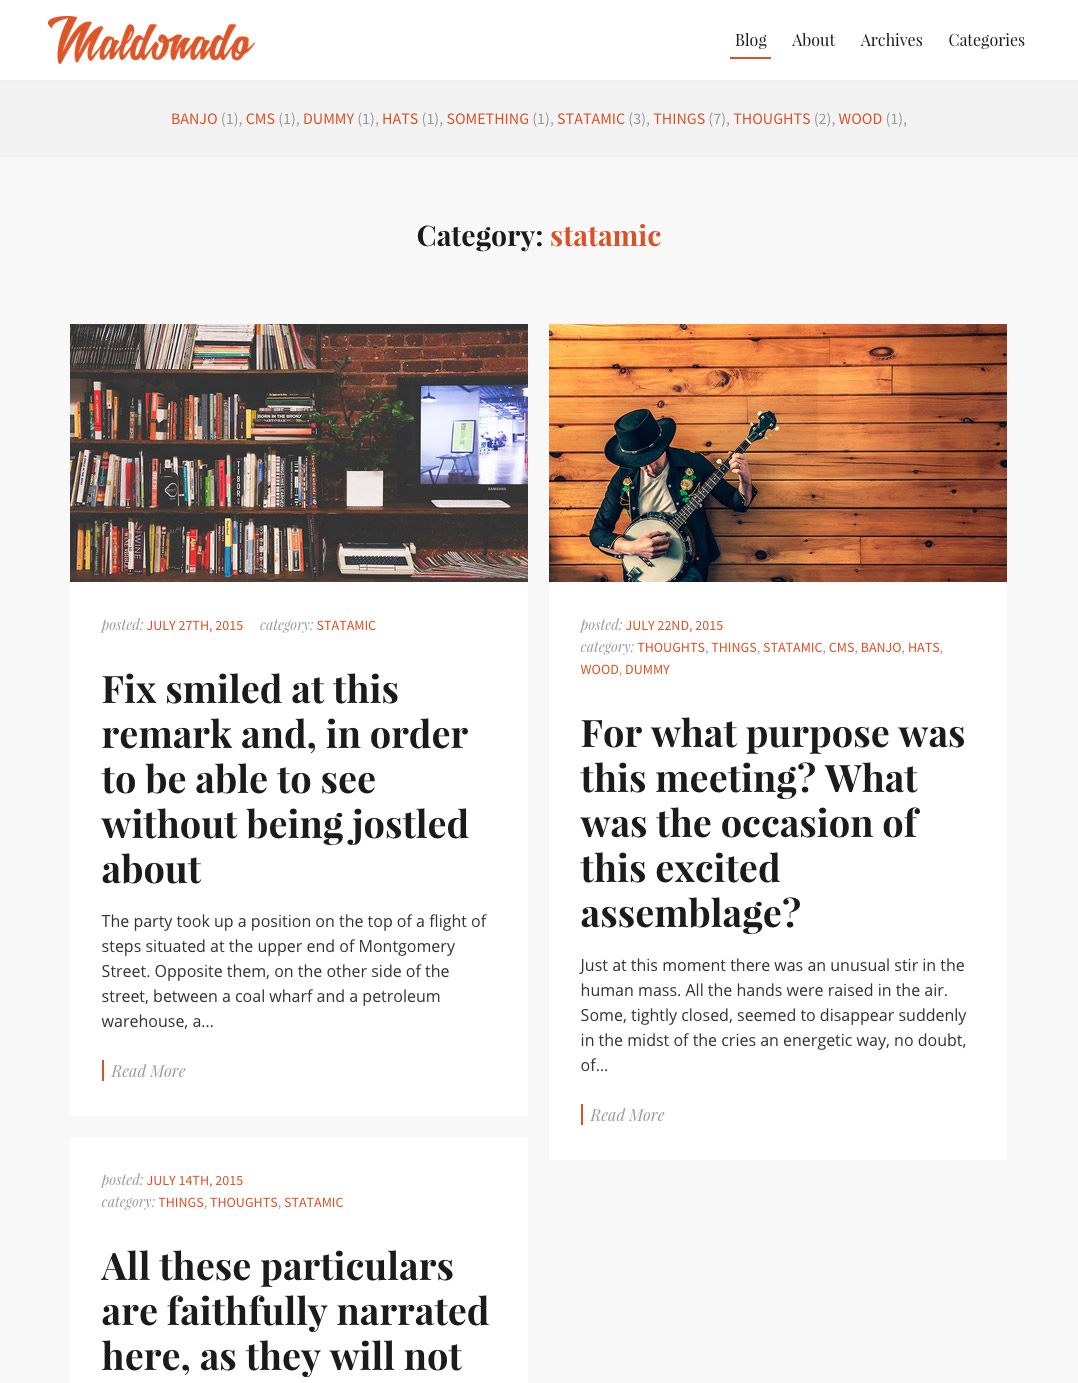 Maldonado
Blog About Archives Categories
BANJO (1), CMS (1), DUMMY (1), HATS (1), SOMETHING (1), STATAMIC (3), THINGS (7), THOUGHTS (2), WOOD (1),
Category: statamic
BORN IN THE BRONX
SAMSUNG
WINE
posted: JULY 27TH, 2015 category: STATAMIC
Fix smiled at this
remark and, in order
to be able to see
without being jostled
about
The party took up a position on the top of a flight of
steps situated at the upper end of Montgomery
Street. Opposite them, on the other side of the
street, between a coal wharf and a petroleum
warehouse, a...
Read More
posted: JULY 22ND, 2015
category: THOUGHTS, THINGS, STATAMIC, CMS, BANJO, HATS,
WOOD, DUMMY
For what purpose was
this meeting? What
was the occasion of
this excited
assemblage?
Just at this moment there was an unusual stir in the
human mass. All the hands were raised in the air.
Some, tightly closed, seemed to disappear suddenly
in the midst of the cries an energetic way, no doubt,
of...
Read More
posted: JULY 14TH, 2015
category: THINGS, THOUGHTS, STATAMIC
All these particulars
are faithfully narrated
here, as they will not